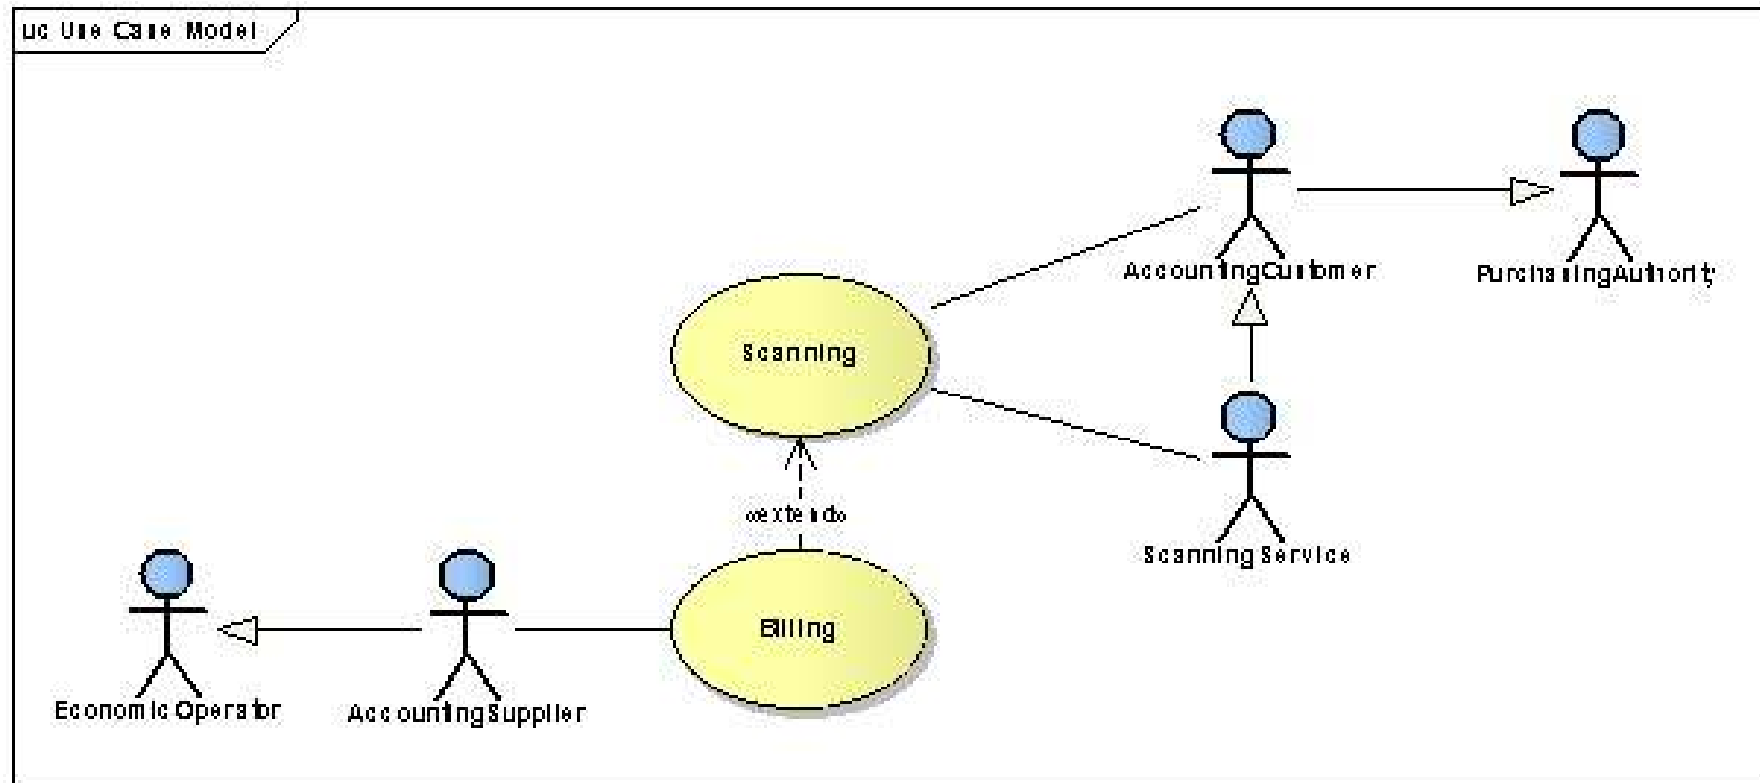 uc Use Case Model
AccountingCustomer
PurchasingAuthority
Scanning
«extend»
ScanningService
Billing
EconomicOperator
AccountingSupplier